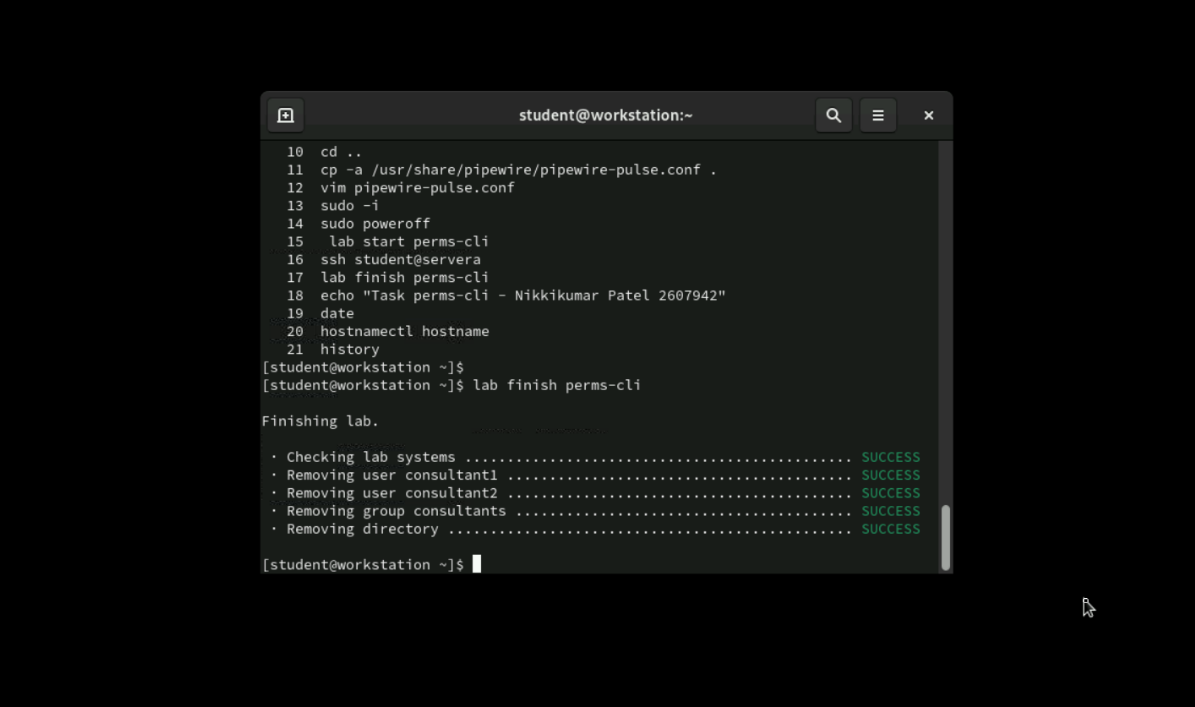 student@workstation:~
10  cd ..
11  cp -a /usr/share/pipewire/pipewire-pulse.conf .
12  vim pipewire-pulse.conf
13  sudo -i
14  sudo poweroff
15   lab start perms-cli
16  ssh student@servera
17  lab finish perms-cli
18  echo "Task perms-cli - Nikkikumar Patel 2607942"
19  date
20  hostnamectl hostname
21  history
[student@workstation ~]$
[student@workstation ~]$ lab finish perms-cli
Finishing lab.
· Checking lab systems .............................................. SUCCESS
· Removing user consultant1 ......................................... SUCCESS
· Removing user consultant2 ......................................... SUCCESS
· Removing group consultants ........................................ SUCCESS
· Removing directory ................................................ SUCCESS
[student@workstation ~]$